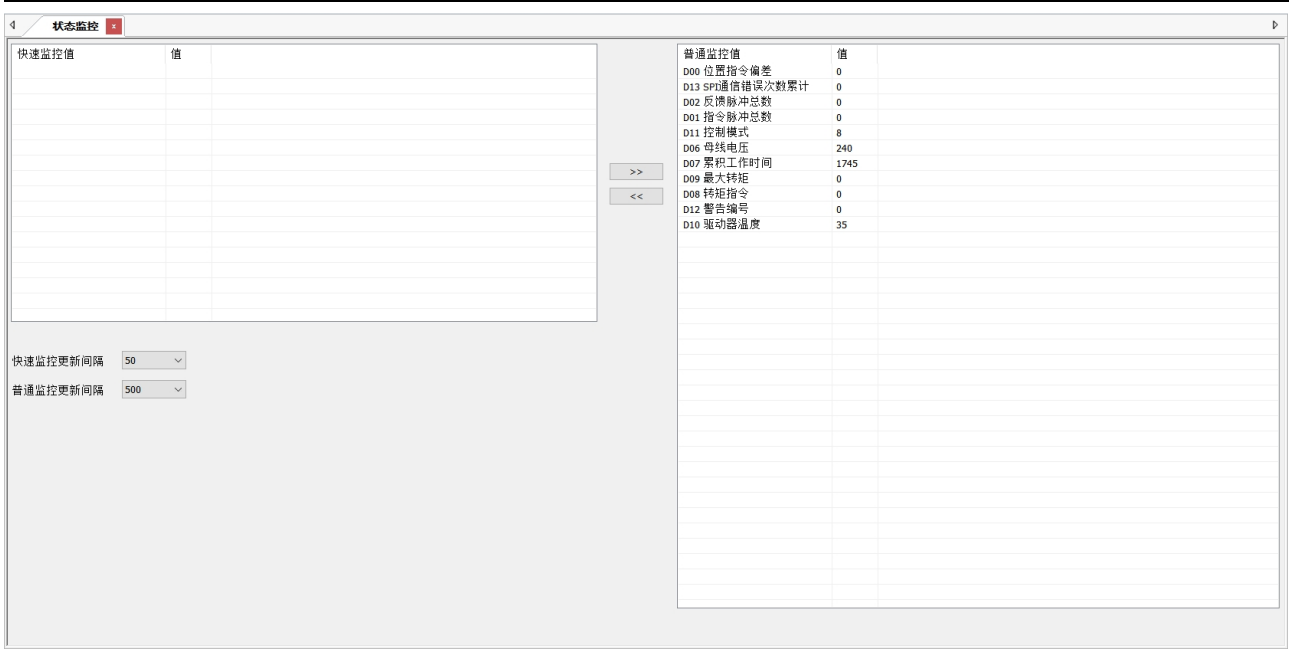 状态监控 x
快速监控值 值
>>
<<
快速监控更新间隔 50
普通监控更新间隔 500
普通监控值 值
D00 位置指令偏差 0
D13 SPI通信错误次数累计 0
D02 反馈脉冲总数 0
D01 指令脉冲总数 0
D11 控制模式 8
D06 母线电压 240
D07 累积工作时间 1745
D09 最大转矩 0
D08 转矩指令 0
D12 警告编号 0
D10 驱动器温度 35